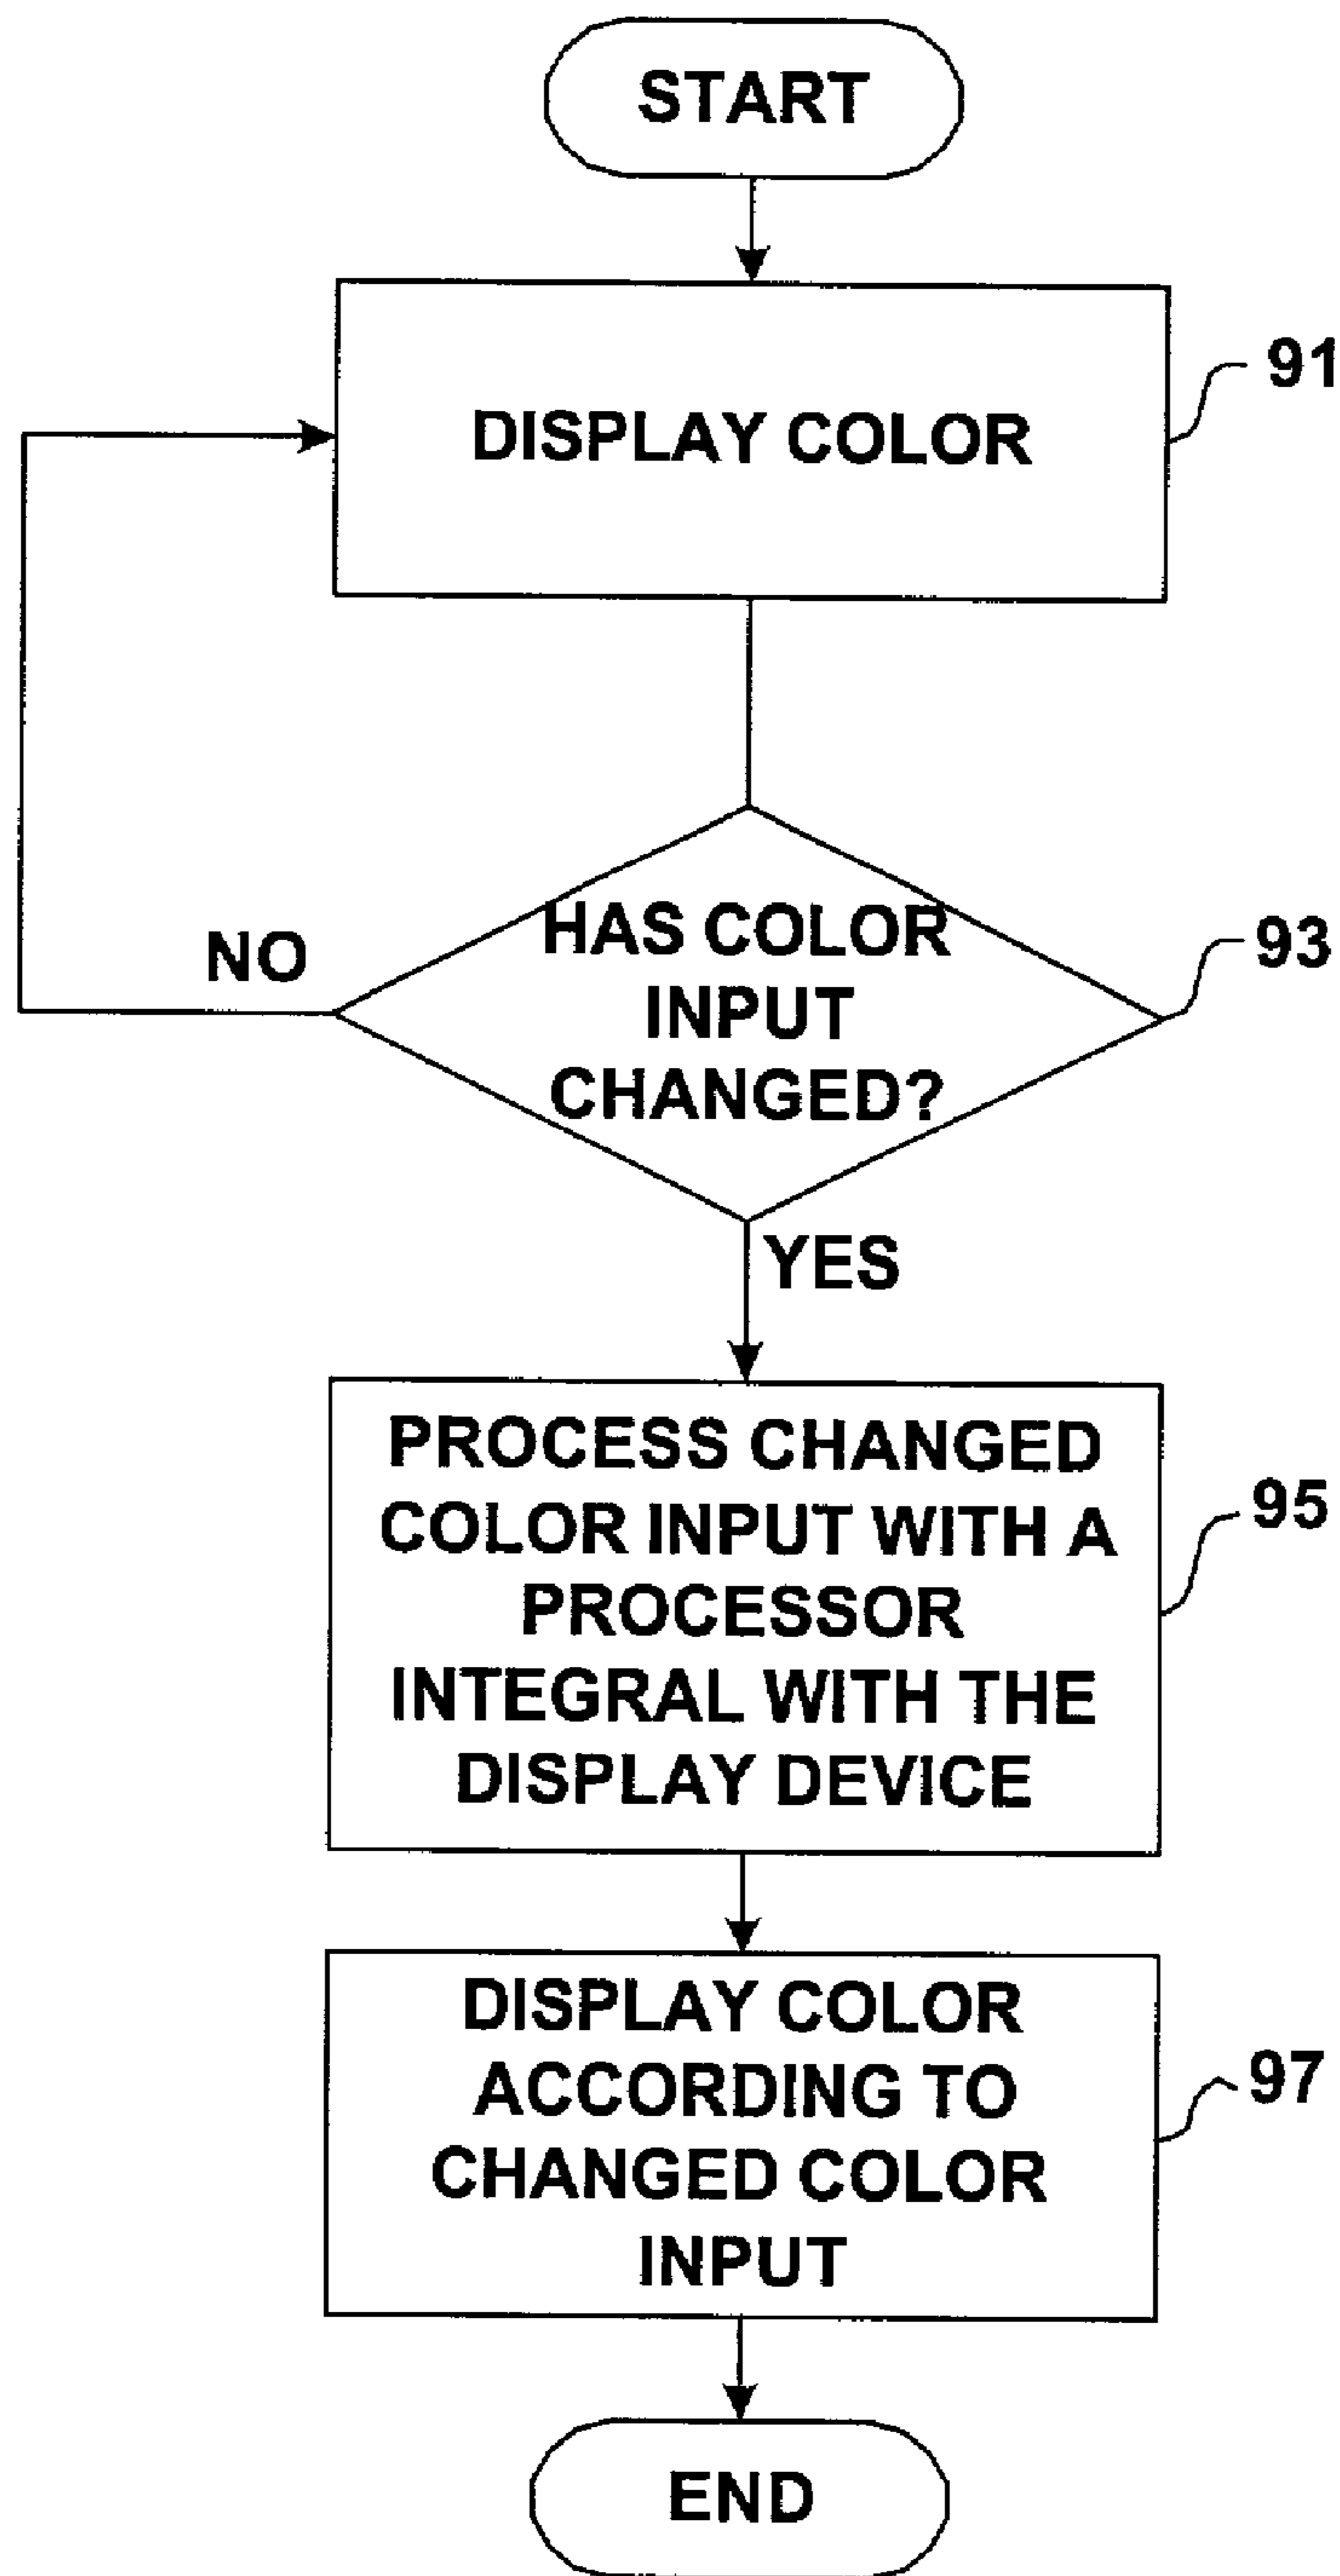 START
DISPLAY COLOR
91
HAS COLOR
INPUT
CHANGED?
93
NO
YES
PROCESS CHANGED
COLOR INPUT WITH A
PROCESSOR
INTEGRAL WITH THE
DISPLAY DEVICE
95
DISPLAY COLOR
ACCORDING TO
CHANGED COLOR
INPUT
97
END